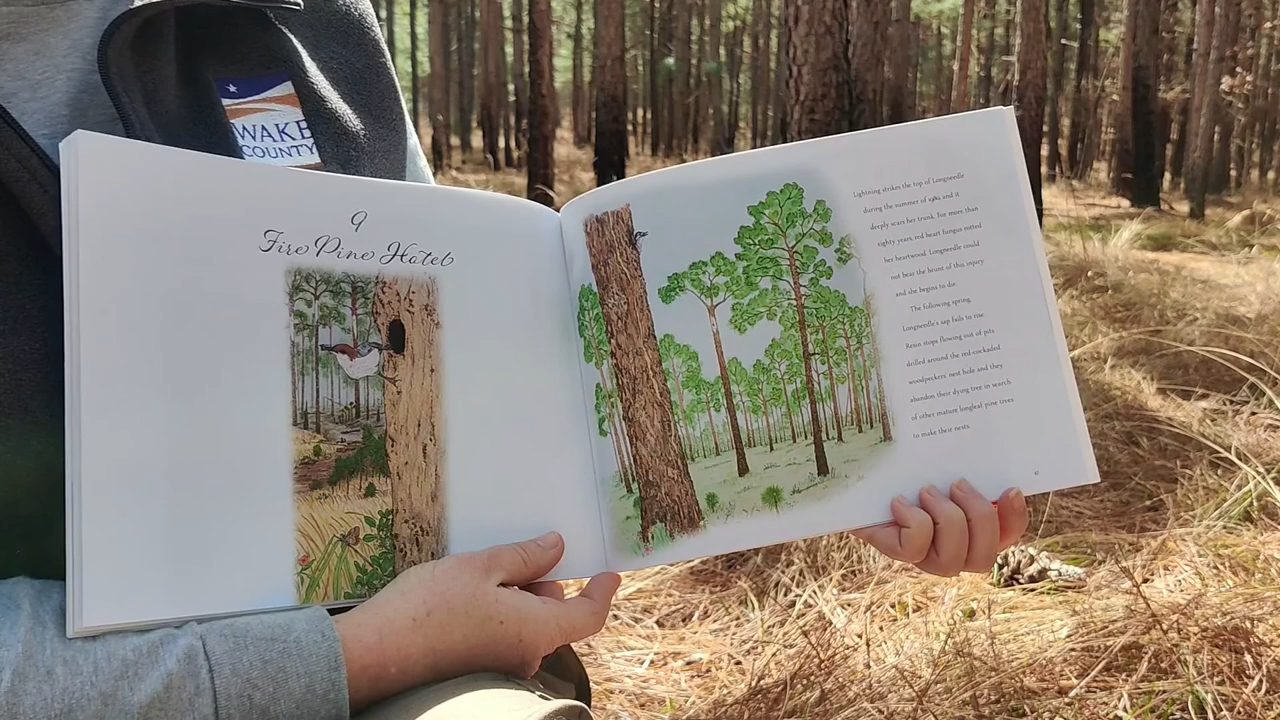 WAKE
COUNTY
9
Fire Pine Hotel
Lightning strikes the top of Longneedle
during the summer of 1980, and it
deeply scars her trunk. For more than
eighty years, red heart fungus rotted
her heartwood. Longneedle could
not bear the brunt of this injury
and she begins to die.
The following spring,
Longneedle's sap fails to rise.
Resin stops flowing out of pits
drilled around the red-cockaded
woodpeckers' nest hole and they
abandon their dying tree in search
of other mature longleaf pine trees
to make their nests.